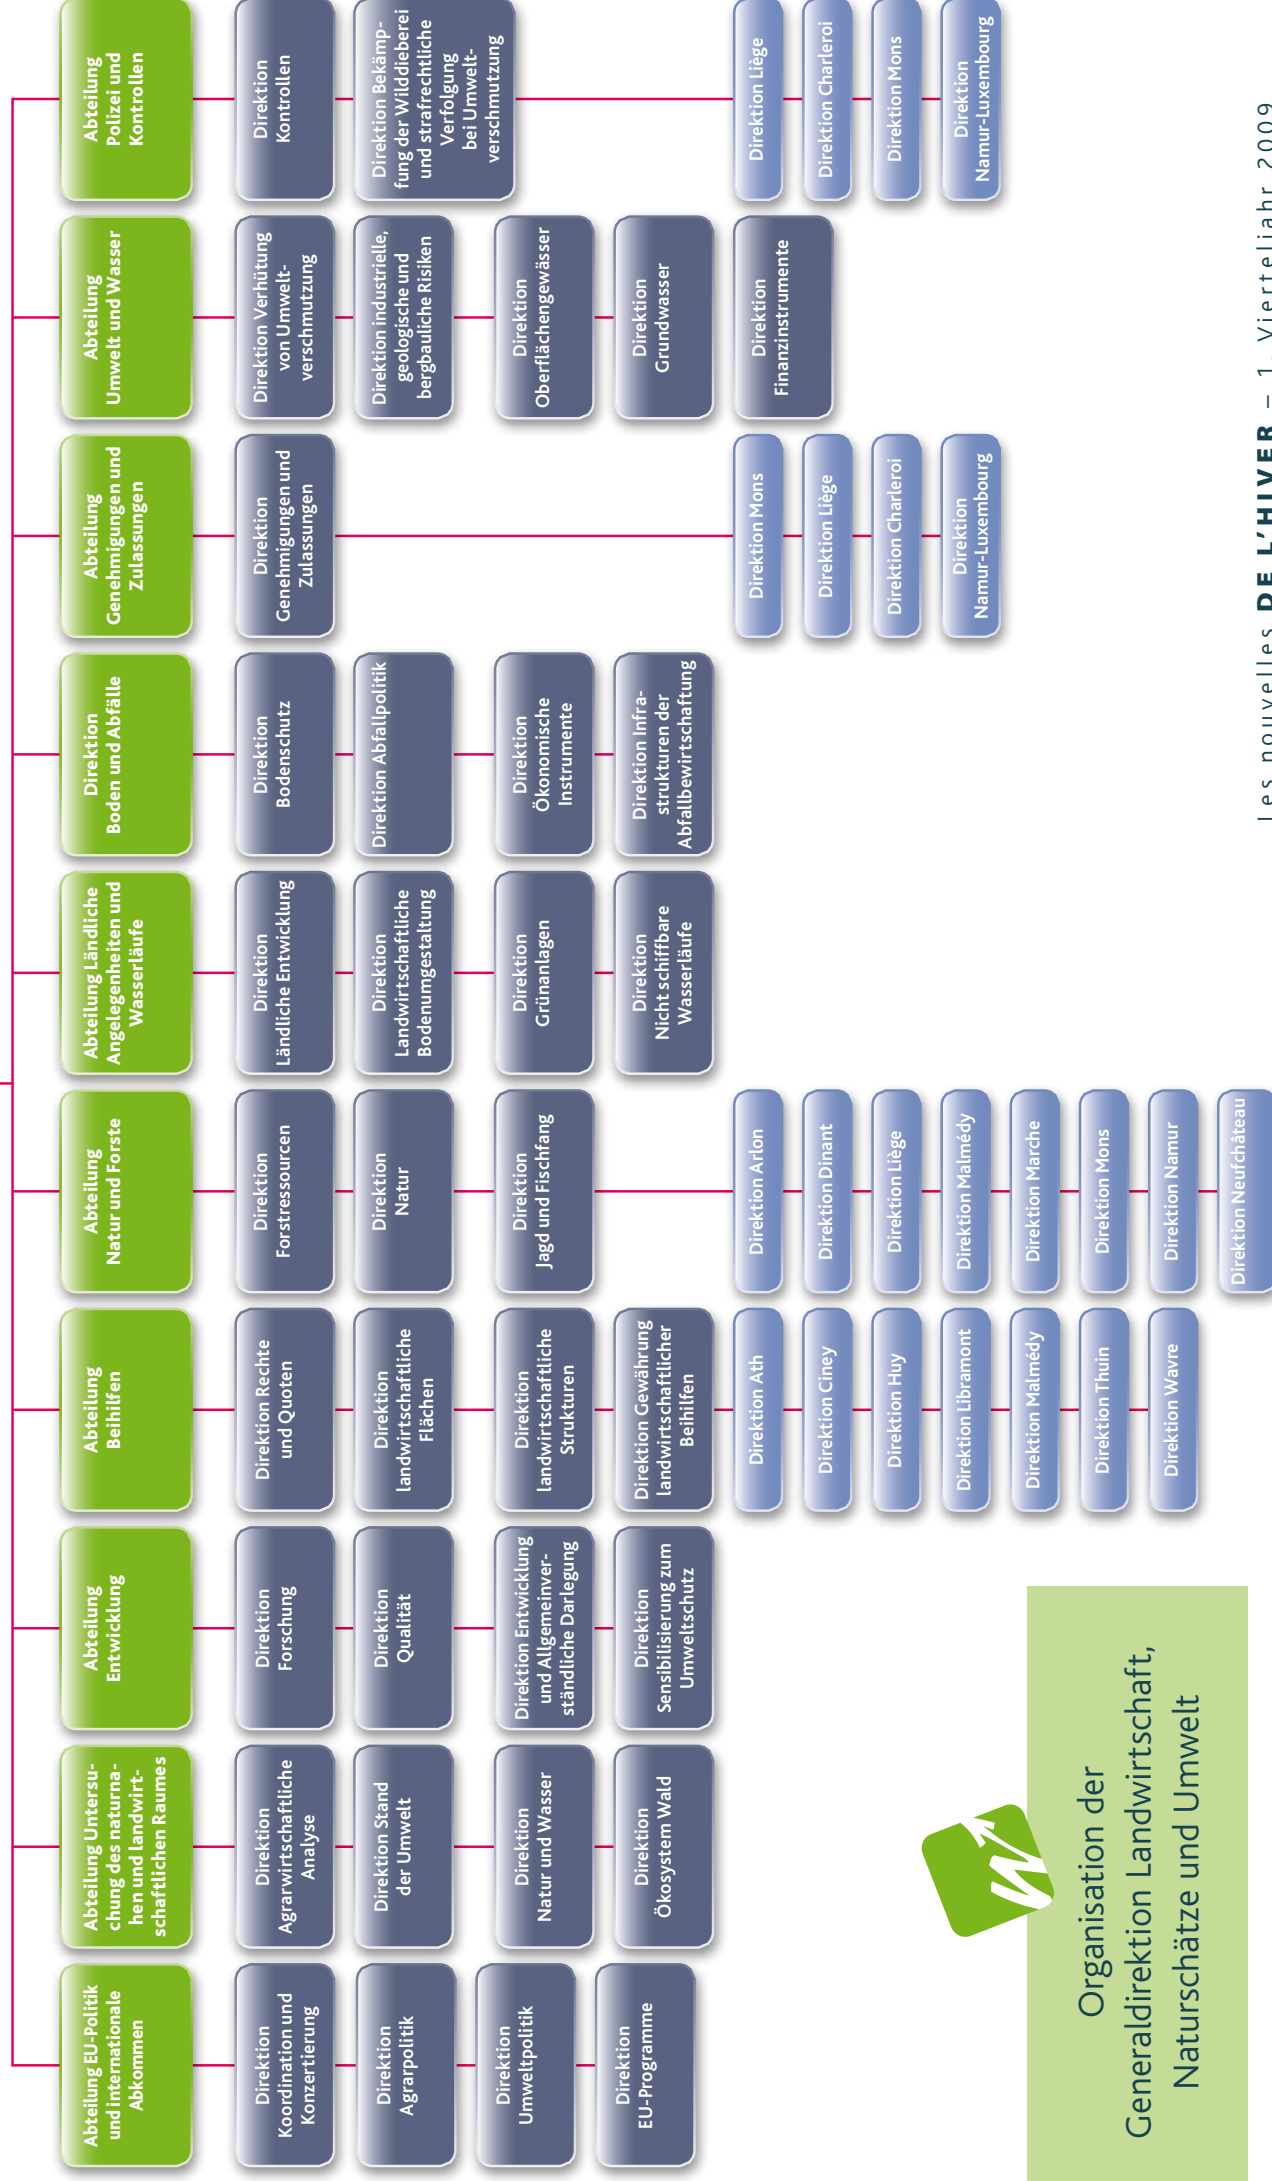 Abteilung EU-Politik
und internationale
Abkommen
Direktion
Koordination und
Konzertierung
Direktion
Agrarpolitik
Direktion
Umweltpolitik
Direktion
EU-Programme
Abteilung Untersu-
chung des naturna-
hen und landwirt-
schaftlichen Raumes
Direktion
Agrarwirtschaftliche
Analyse
Direktion Stand
der Umwelt
Direktion
Natur und Wasser
Direktion
Ökosystem Wald
Abteilung
Entwicklung
Direktion
Forschung
Direktion
Qualität
Direktion Entwicklung
und Allgemeinver-
ständliche Darlegung
Direktion
Sensibilisierung zum
Umweltschutz
Abteilung
Beihilfen
Direktion Rechte
und Quoten
Direktion
landwirtschaftliche
Flächen
Direktion
landwirtschaftliche
Strukturen
Direktion Gewährung
landwirtschaftlicher
Beihilfen
Direktion Ath
Direktion Ciney
Direktion Huy
Direktion Libramont
Direktion Malmédy
Direktion Thuin
Direktion Wavre
Abteilung
Natur und Forste
Direktion
Forstressourcen
Direktion
Natur
Direktion
Jagd und Fischfang
Direktion Arlon
Direktion Dinant
Direktion Liège
Direktion Malmédy
Direktion Marche
Direktion Mons
Direktion Namur
Direktion Neufchâteau
Abteilung Ländliche
Angelegenheiten und
Wasserläufe
Direktion
Ländliche Entwicklung
Direktion
Landwirtschaftliche
Bodenumgestaltung
Direktion
Grünanlagen
Direktion
Nicht schiffbare
Wasserläufe
Direktion
Boden und Abfälle
Direktion
Bodenschutz
Direktion Abfallpolitik
Direktion
Ökonomische
Instrumente
Direktion Infra-
strukturen der
Abfallbewirtschaftung
Abteilung
Genehmigungen und
Zulassungen
Direktion
Genehmigungen und
Zulassungen
Direktion Mons
Direktion Liège
Direktion Charleroi
Direktion
Namur-Luxembourg
Abteilung
Umwelt und Wasser
Direktion Verhütung
von Umwelt-
verschmutzung
Direktion industrielle,
geologische und
bergbauliche Risiken
Direktion
Oberflächengewässer
Direktion
Grundwasser
Direktion
Finanzinstrumente
Abteilung
Polizei und
Kontrollen
Direktion
Kontrollen
Direktion Bekämp-
fung der Wilddieberei
und strafrechtliche
Verfolgung
bei Umwelt-
verschmutzung
Direktion Liège
Direktion Charleroi
Direktion Mons
Direktion
Namur-Luxembourg
Organisation der
Generaldirektion Landwirtschaft,
Naturschätze und Umwelt
Les nouvelles DE L'HIVER – 1. Vierteljahr 2009